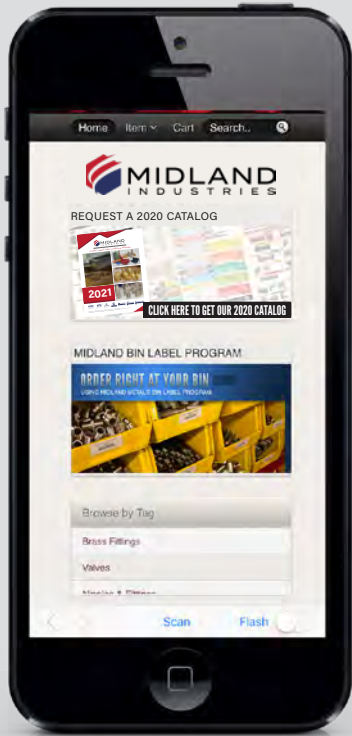 Home Item Cart Search..
MIDLAND
INDUSTRIES
REQUEST A 2020 CATALOG
MIDLAND
2021
CLICK HERE TO GET OUR 2020 CATALOG
MIDLAND BIN LABEL PROGRAM
ORDER RIGHT AT YOUR BIN
USING MIDLAND METAL'S BIN LABEL PROGRAM
Browse by Tag
Brass Fittings
Valves
Scan Flash